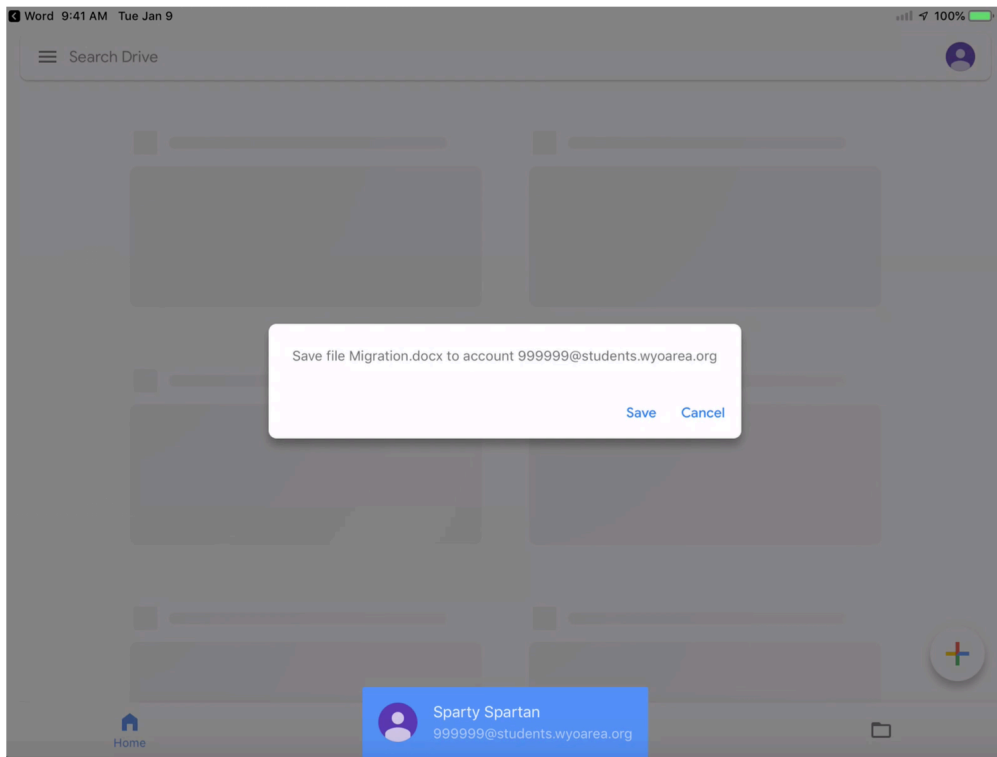 Word 9:41 AM Tue Jan 9 100%
Search Drive
Save file Migration.docx to account 999999@students.wyoarea.org
Save Cancel
Sparty Spartan
999999@students.wyoarea.org
Home